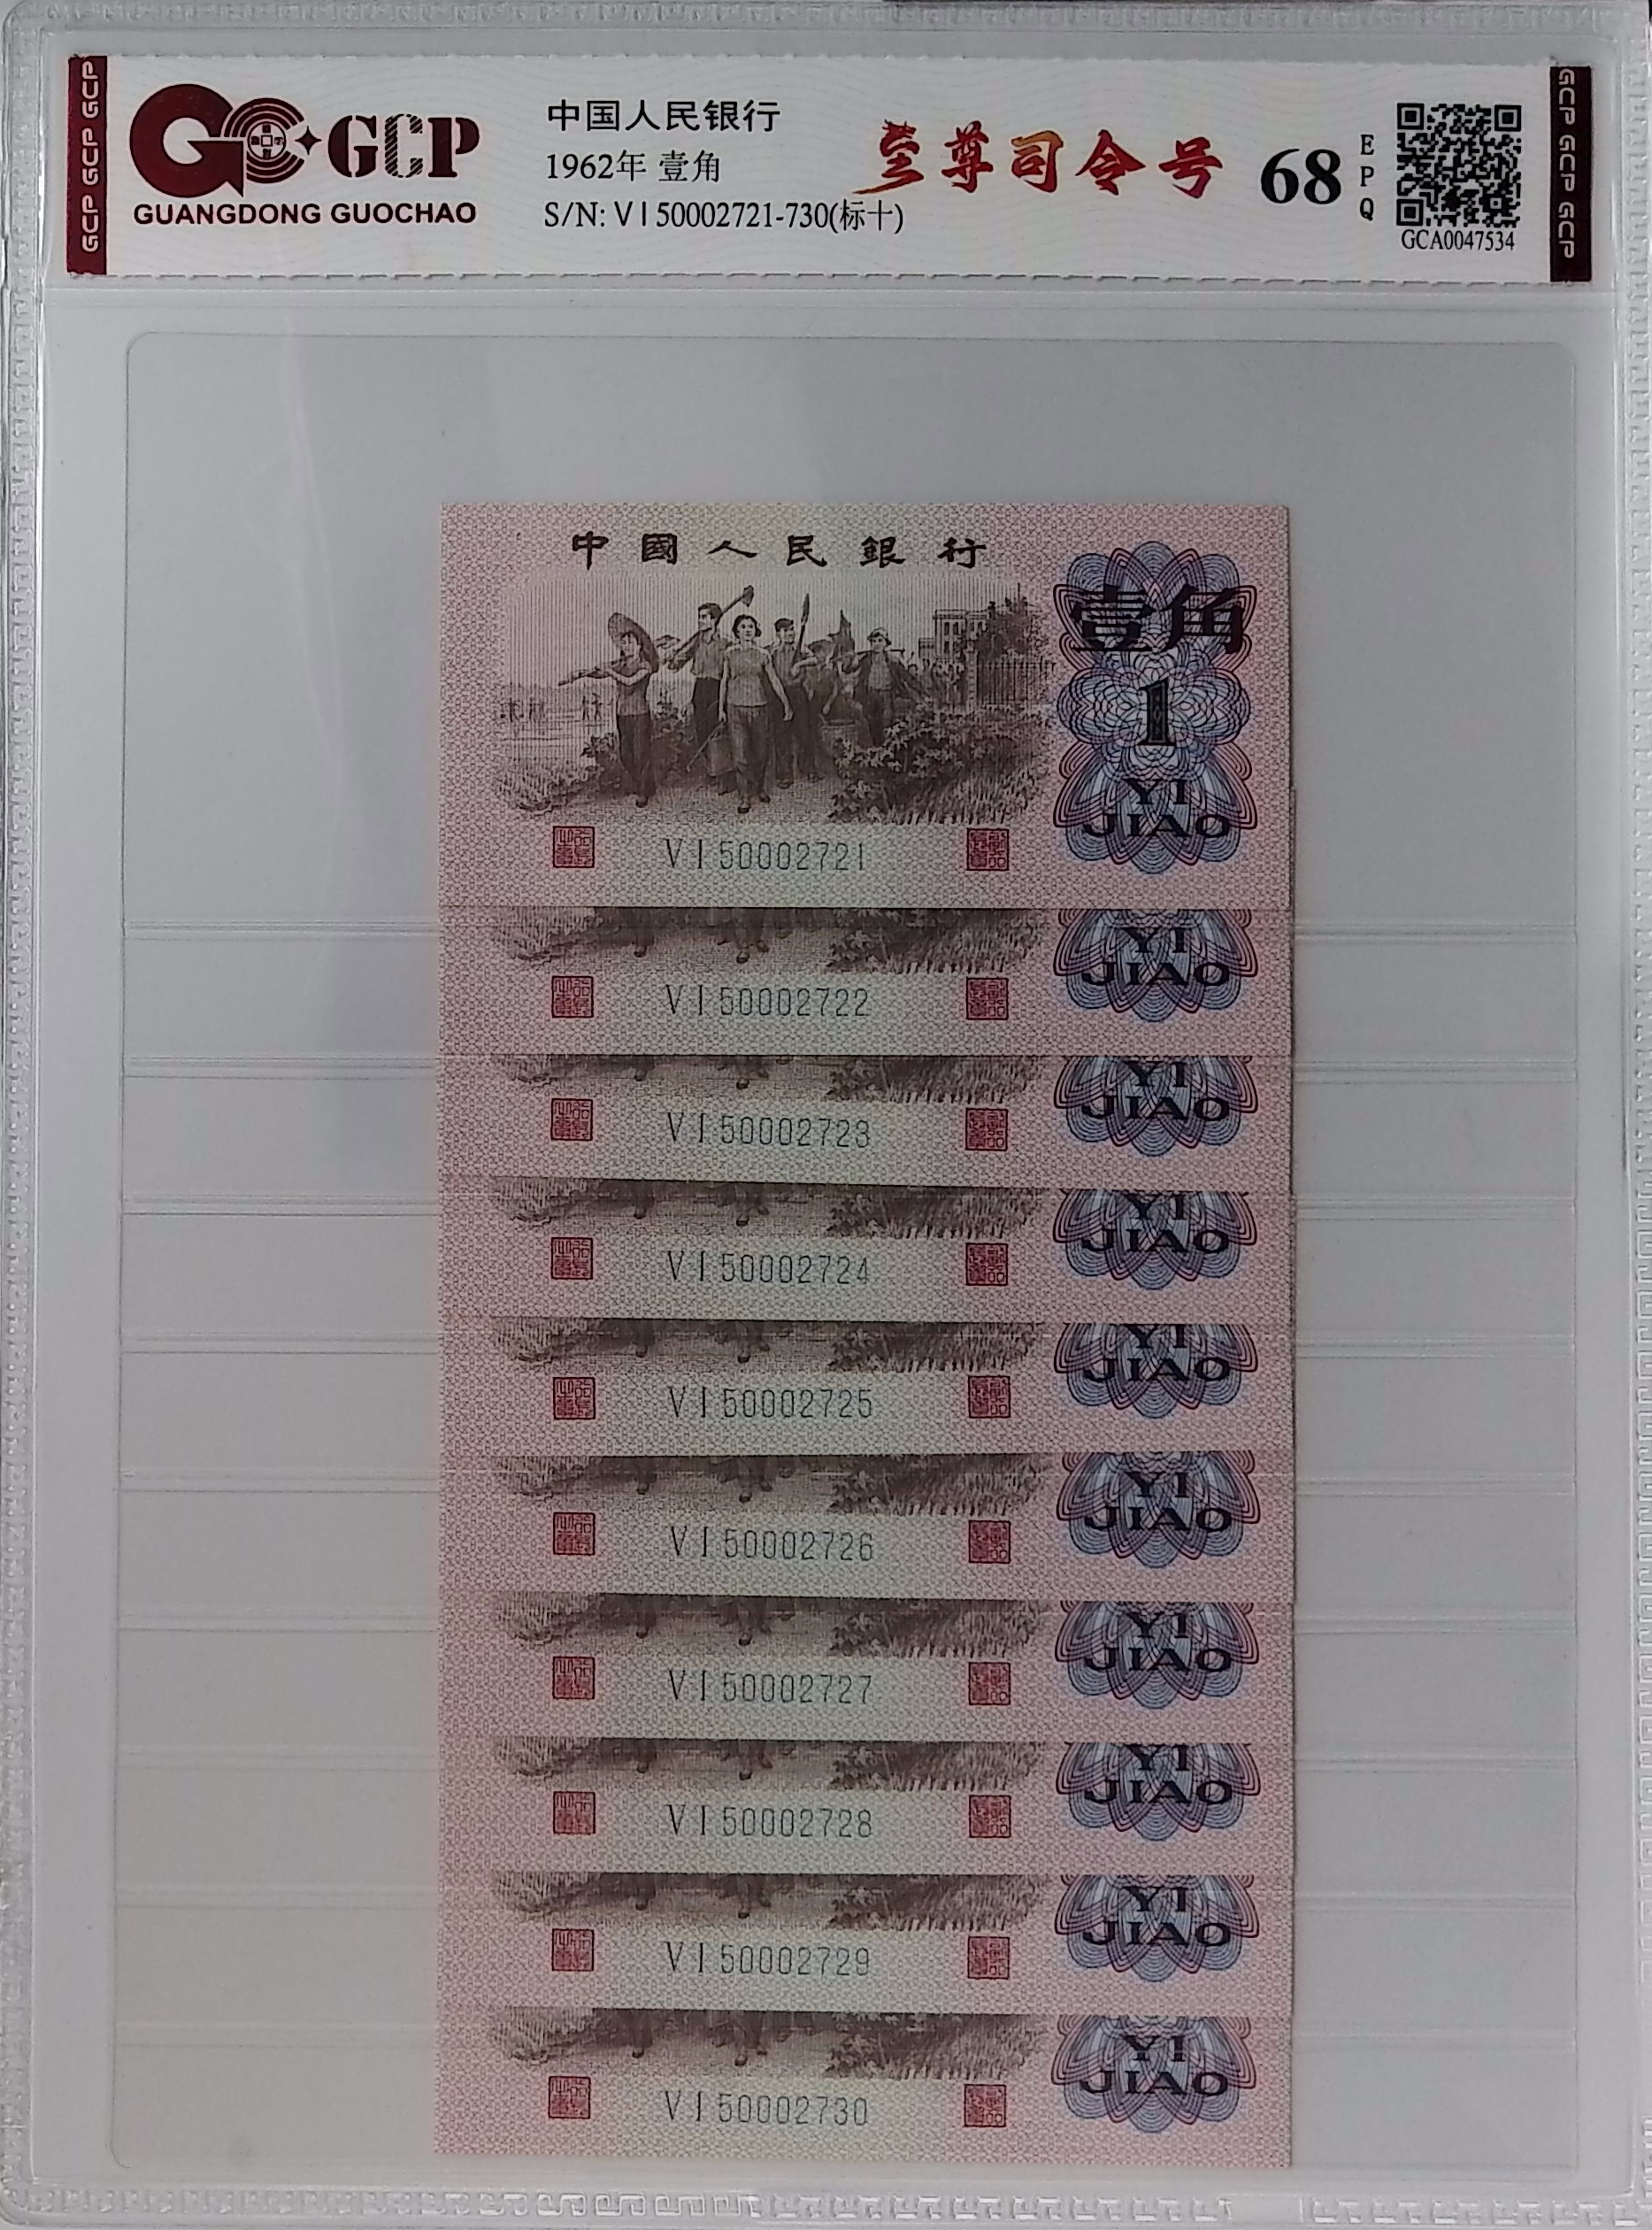 GCP GCP GCP GCP
GCP
GUANGDONG GUOCHAO
中国人民银行
1962年 壹角
S/N: VI 50002721-730(标十)
至尊司令号
68
EPQ
GCA0047534
GCP GCP GCP GCP
中國人民銀行
壹角
1
YI
JIAO
VI 50002721
YI
JIAO
VI 50002722
YI
JIAO
VI 50002723
YI
JIAO
VI 50002724
YI
JIAO
VI 50002725
YI
JIAO
VI 50002726
YI
JIAO
VI 50002727
YI
JIAO
VI 50002728
YI
JIAO
VI 50002729
YI
JIAO
VI 50002730